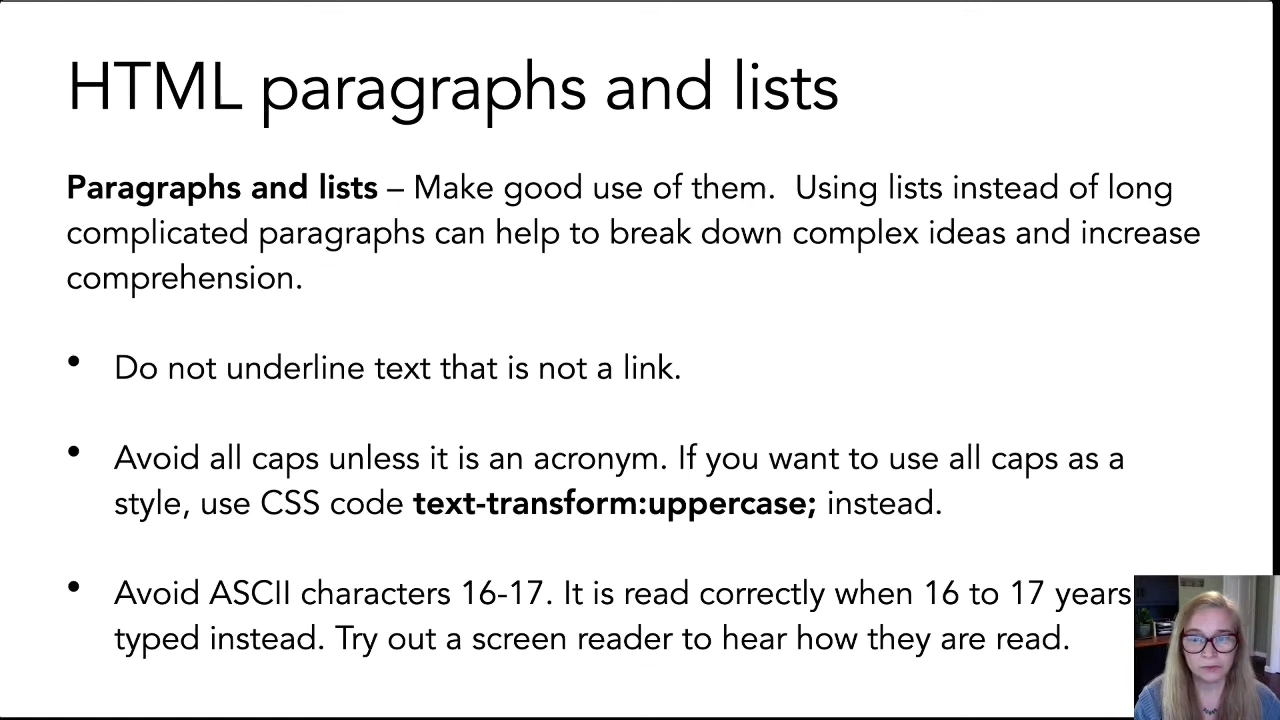 HTML paragraphs and lists
Paragraphs and lists – Make good use of them.  Using lists instead of long
complicated paragraphs can help to break down complex ideas and increase
comprehension.
• Do not underline text that is not a link.
• Avoid all caps unless it is an acronym. If you want to use all caps as a
style, use CSS code text-transform:uppercase; instead.
• Avoid ASCII characters 16-17. It is read correctly when 16 to 17 years
typed instead. Try out a screen reader to hear how they are read.